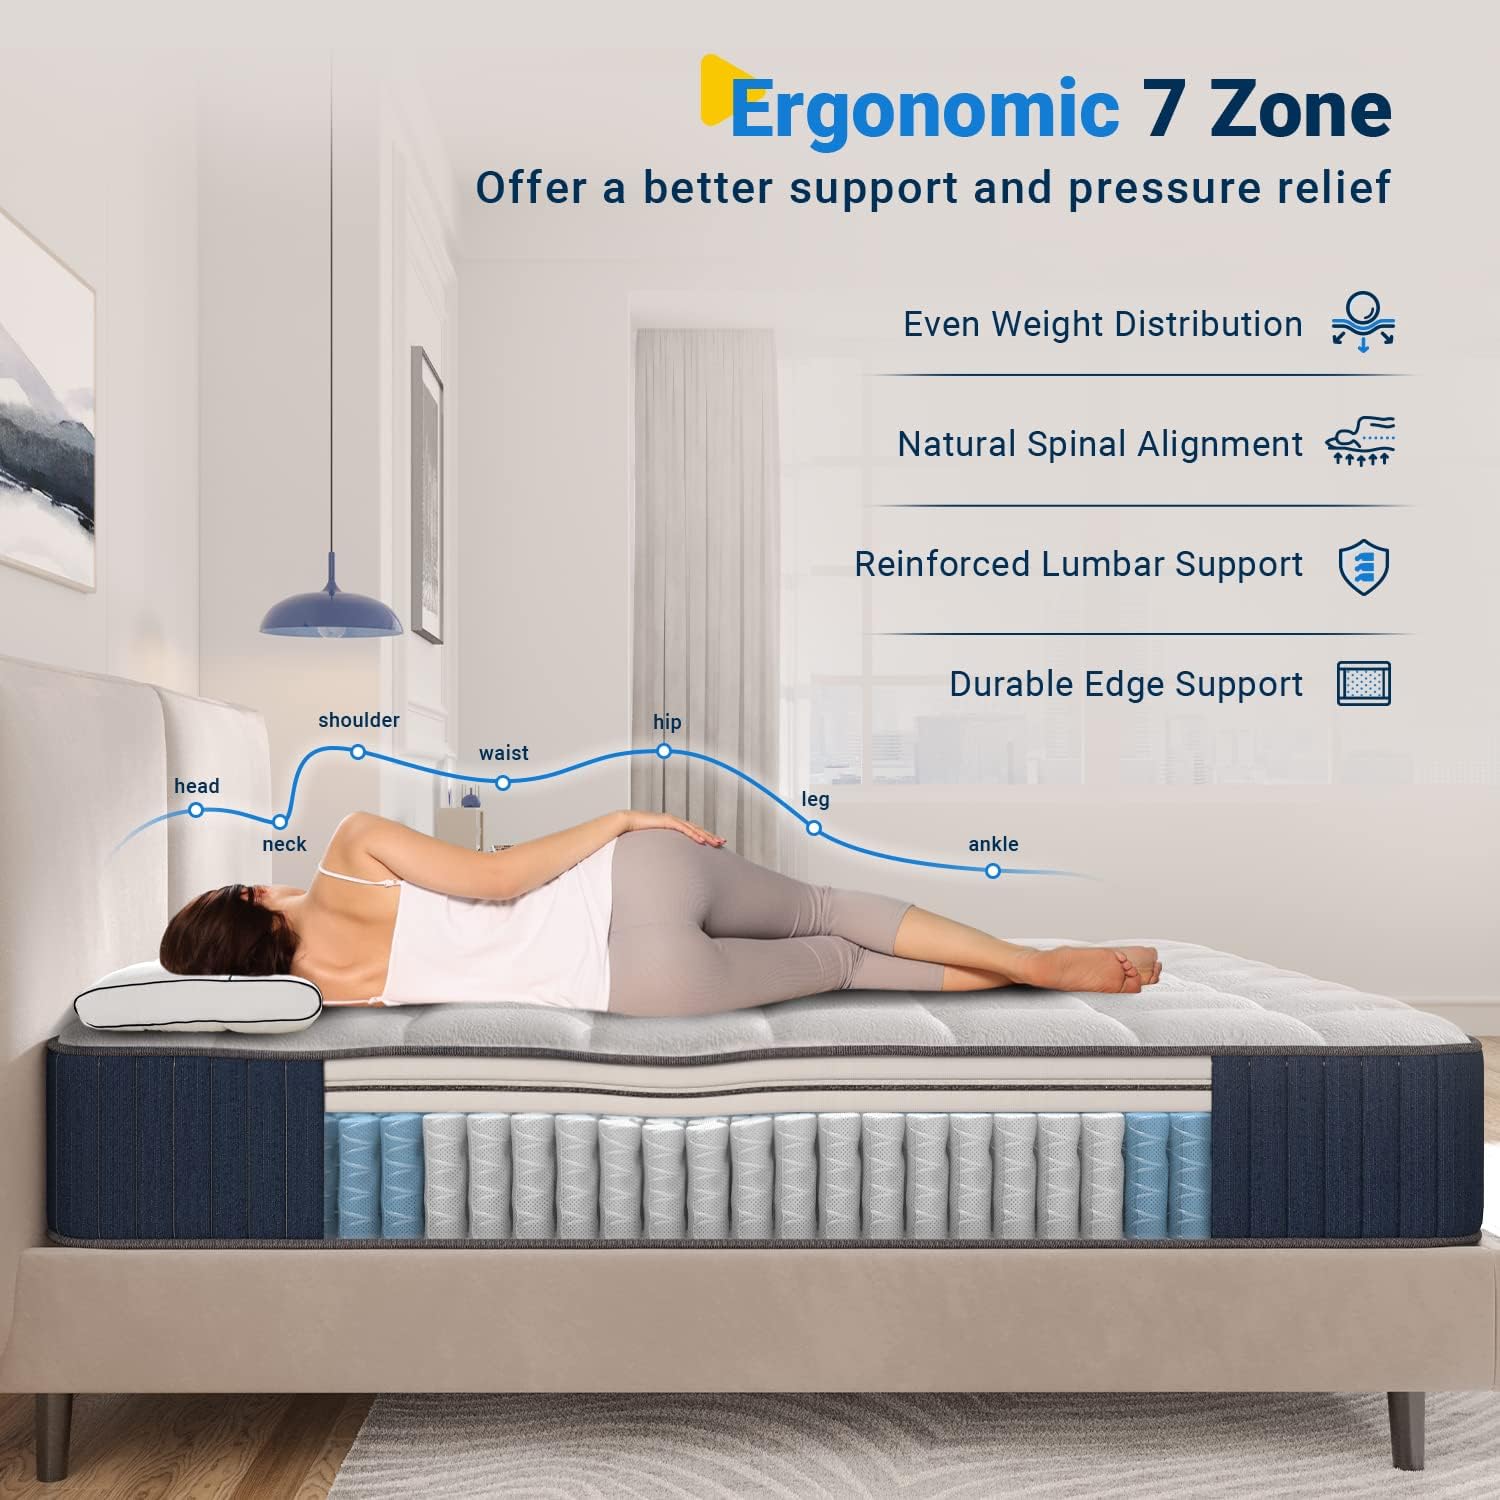 Ergonomic 7 Zone
Offer a better support and pressure relief
Even Weight Distribution
Natural Spinal Alignment
Reinforced Lumbar Support
Durable Edge Support
head
neck
shoulder
waist
hip
leg
ankle